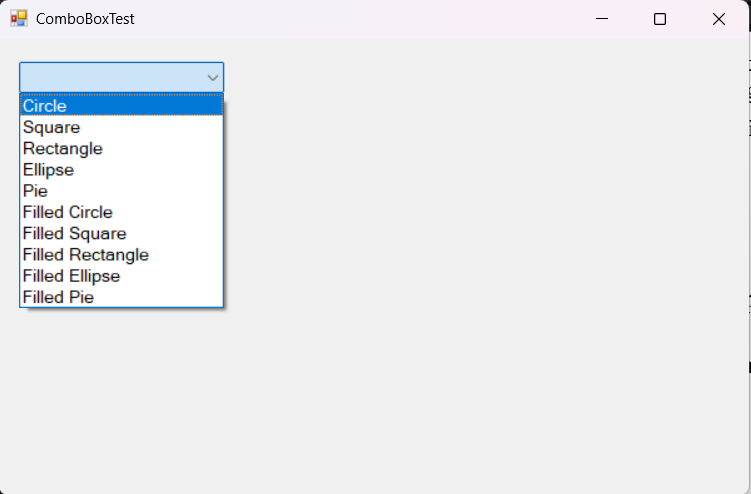 ComboBoxTest
Circle
Square
Rectangle
Ellipse
Pie
Filled Circle
Filled Square
Filled Rectangle
Filled Ellipse
Filled Pie